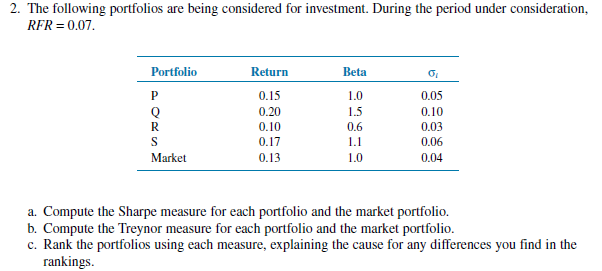 2. The following portfolios are being considered for investment. During the period under consideration,
RFR = 0.07.
Portfolio Return Beta σi
P 0.15 1.0 0.05
Q 0.20 1.5 0.10
R 0.10 0.6 0.03
S 0.17 1.1 0.06
Market 0.13 1.0 0.04
a. Compute the Sharpe measure for each portfolio and the market portfolio.
b. Compute the Treynor measure for each portfolio and the market portfolio.
c. Rank the portfolios using each measure, explaining the cause for any differences you find in the
rankings.